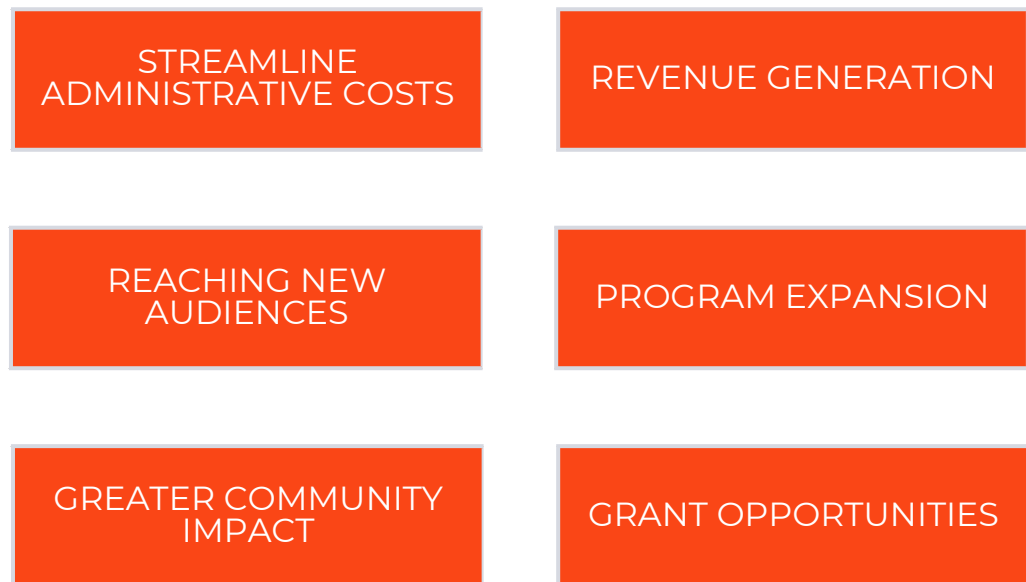 STREAMLINE
ADMINISTRATIVE COSTS
REVENUE GENERATION
REACHING NEW
AUDIENCES
PROGRAM EXPANSION
GREATER COMMUNITY
IMPACT
GRANT OPPORTUNITIES